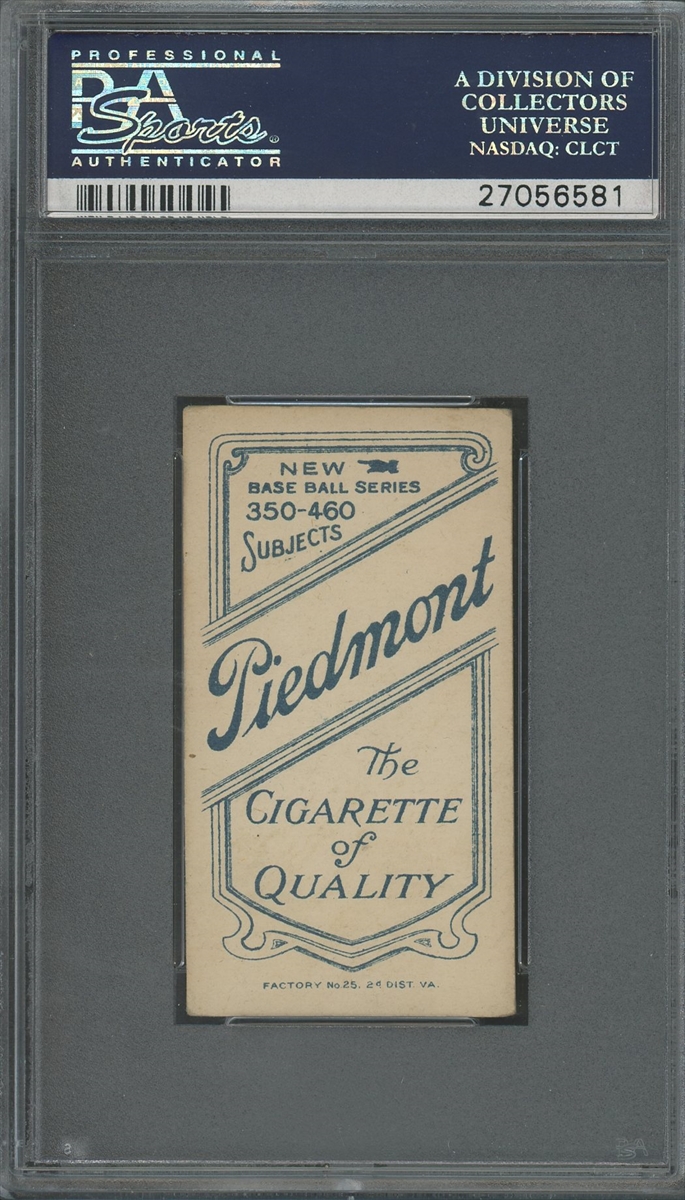 PROFESSIONAL
PSA
Sports®
AUTHENTICATOR
A DIVISION OF
COLLECTORS
UNIVERSE
NASDAQ: CLCT
27056581
NEW
BASE BALL SERIES
350-460
SUBJECTS
Piedmont
The
CIGARETTE
of
QUALITY
FACTORY No. 25, 2d DIST. VA.
PSA